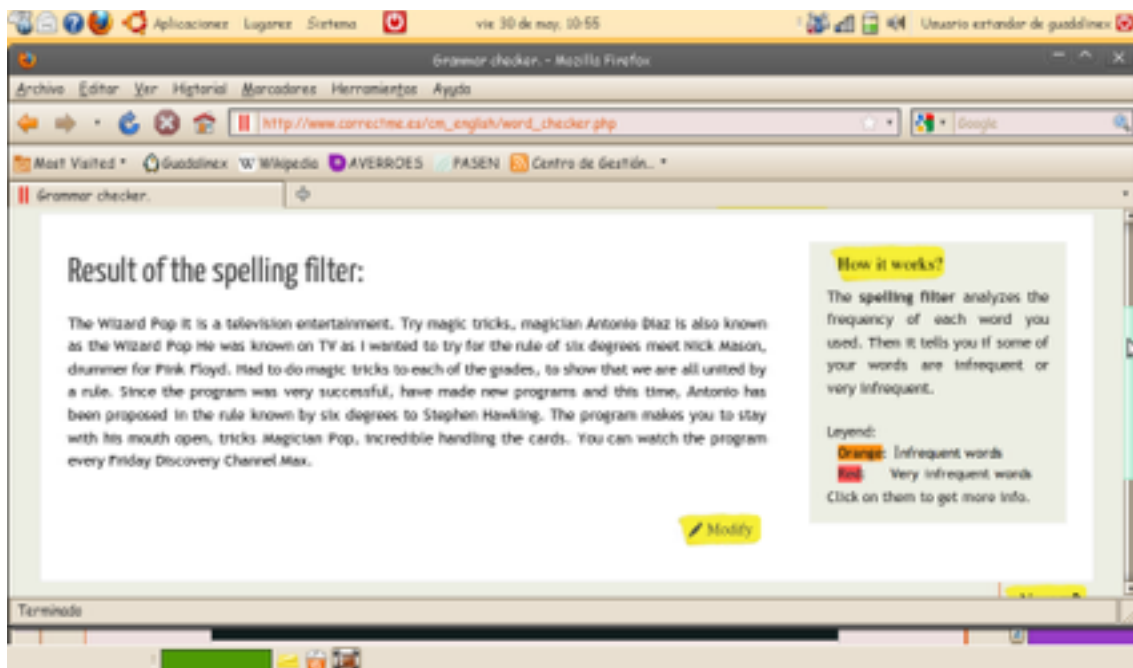 Aplicaciones Lugares Sistema vie 30 de may, 10:55 Usuario estandar de guadalinex
Grammar checker. - Mozilla Firefox
Archivo Editar Ver Historial Marcadores Herramientas Ayuda
http://www.correctme.es/cm_english/word_checker.php Google
Most Visited Guadalinex Wikipedia AVERROES PASEN Centro de Gestión..
Grammar checker.
Result of the spelling filter:
The Wizard Pop It is a television entertainment. Try magic tricks, magician Antonio Diaz is also known
as the Wizard Pop He was known on TV as I wanted to try for the rule of six degrees meet Nick Mason,
drummer for Pink Floyd. Had to do magic tricks to each of the grades, to show that we are all united by
a rule. Since the program was very successful, have made new programs and this time, Antonio has
been proposed in the rule known by six degrees to Stephen Hawking. The program makes you to stay
with his mouth open, tricks Magician Pop, incredible handling the cards. You can watch the program
every Friday Discovery Channel Max.
Modify
How it works?
The spelling filter analyzes the
frequency of each word you
used. Then it tells you if some of
your words are infrequent or
very infrequent.
Leyend:
Orange: Infrequent words
Red: Very infrequent words
Click on them to get more info.
Terminado